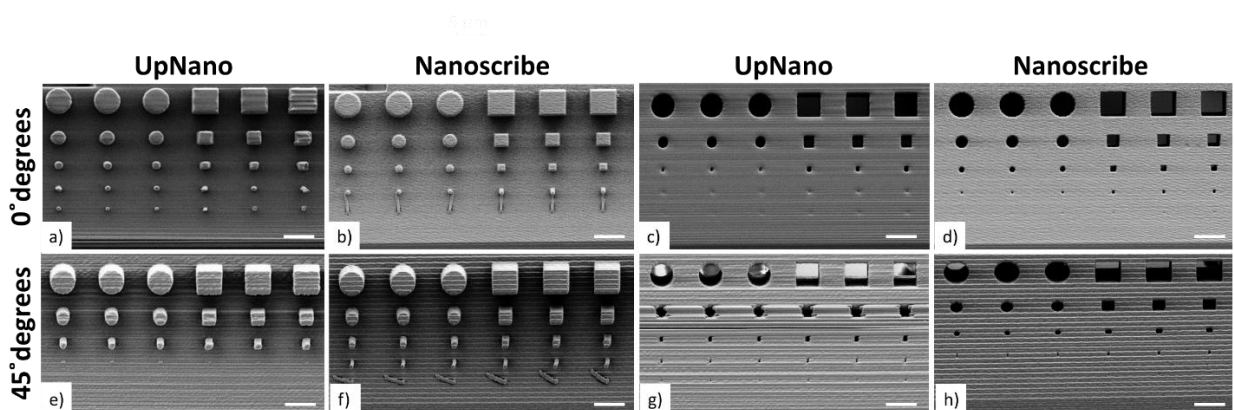 UpNano
Nanoscribe
UpNano
Nanoscribe
0°degrees
a)
b)
c)
d)
45°degrees
e)
f)
g)
h)